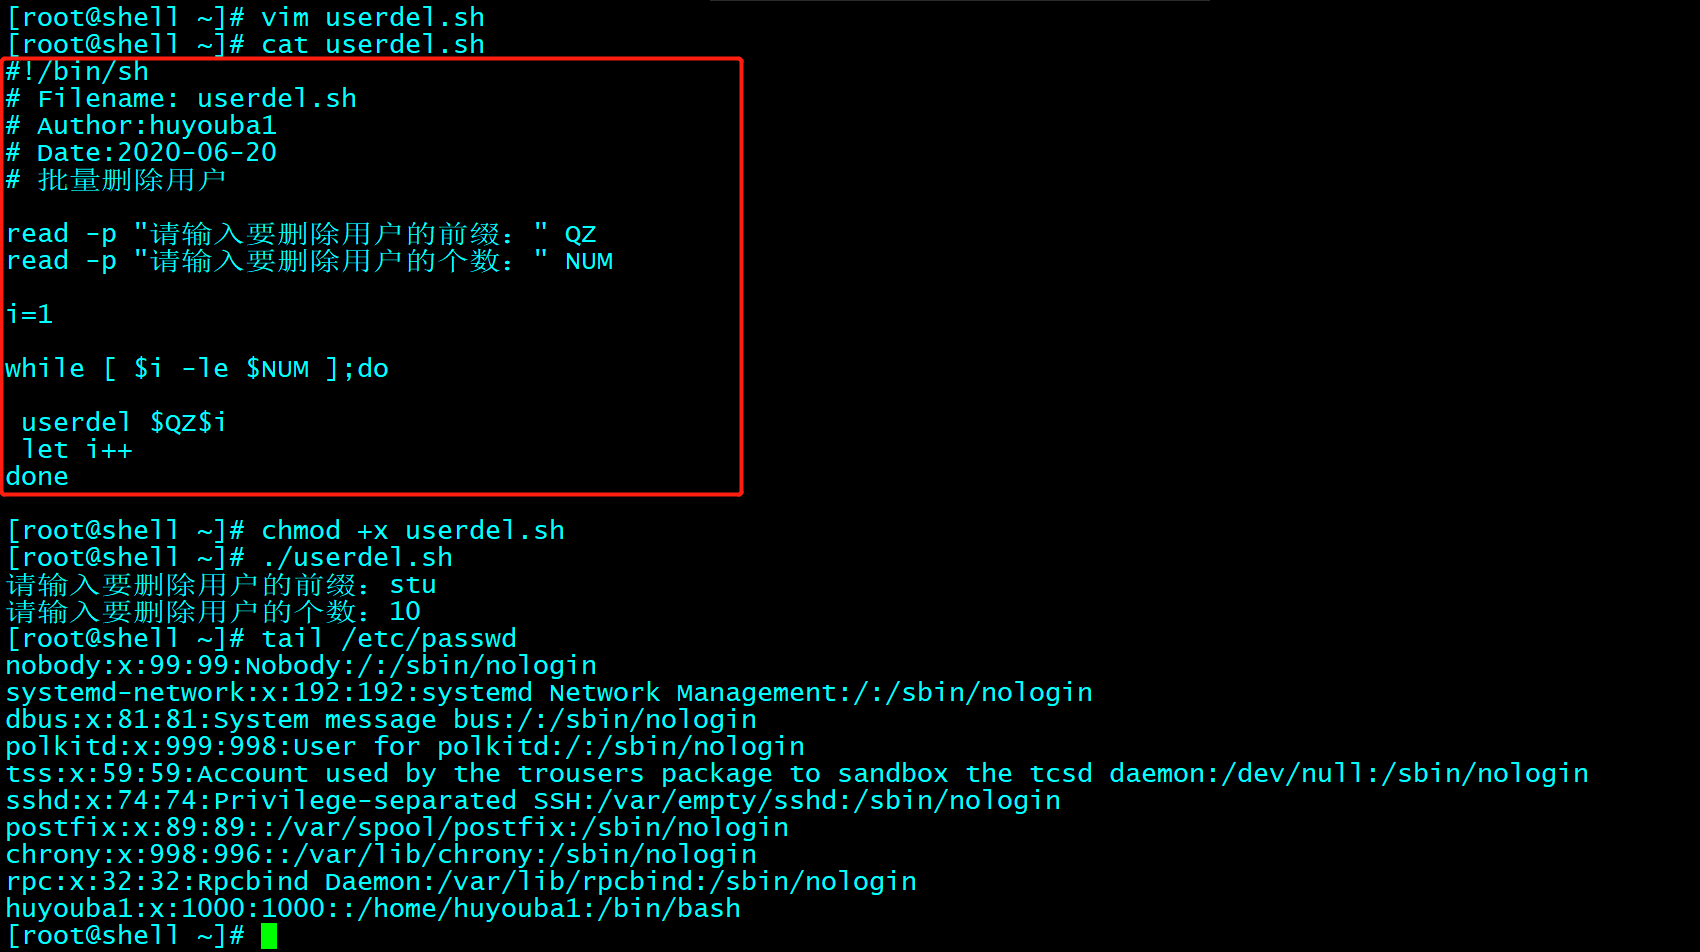 [root@shell ~]# vim userdel.sh
[root@shell ~]# cat userdel.sh
#!/bin/sh
# Filename: userdel.sh
# Author:huyouba1
# Date:2020-06-20
# 批量删除用户
read -p "请输入要删除用户的前缀：" QZ
read -p "请输入要删除用户的个数：" NUM
i=1
while [ $i -le $NUM ];do
 userdel $QZ$i
 let i++
done
[root@shell ~]# chmod +x userdel.sh
[root@shell ~]# ./userdel.sh
请输入要删除用户的前缀：stu
请输入要删除用户的个数：10
[root@shell ~]# tail /etc/passwd
nobody:x:99:99:Nobody:/:/sbin/nologin
systemd-network:x:192:192:systemd Network Management:/:/sbin/nologin
dbus:x:81:81:System message bus:/:/sbin/nologin
polkitd:x:999:998:User for polkitd:/:/sbin/nologin
tss:x:59:59:Account used by the trousers package to sandbox the tcsd daemon:/dev/null:/sbin/nologin
sshd:x:74:74:Privilege-separated SSH:/var/empty/sshd:/sbin/nologin
postfix:x:89:89::/var/spool/postfix:/sbin/nologin
chrony:x:998:996::/var/lib/chrony:/sbin/nologin
rpc:x:32:32:Rpcbind Daemon:/var/lib/rpcbind:/sbin/nologin
huyouba1:x:1000:1000::/home/huyouba1:/bin/bash
[root@shell ~]#